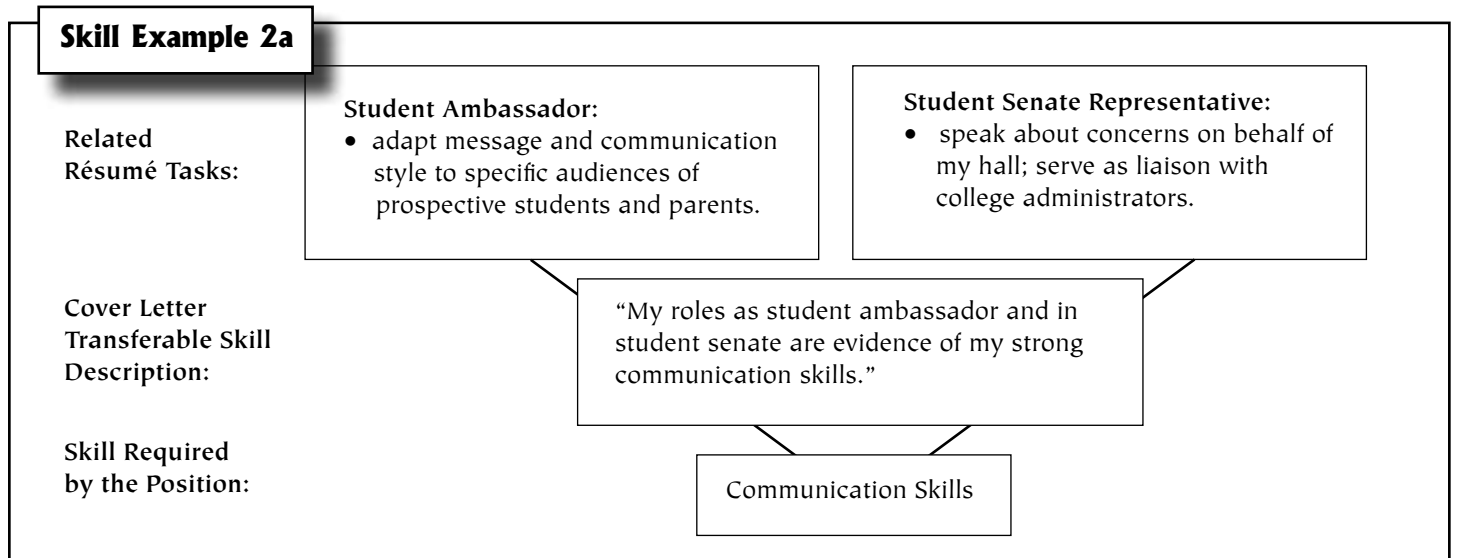 Skill Example 2a
Related
Résumé Tasks:
Student Ambassador:
• adapt message and communication
style to specific audiences of
prospective students and parents.
Student Senate Representative:
• speak about concerns on behalf of
my hall; serve as liaison with
college administrators.
Cover Letter
Transferable Skill
Description:
“My roles as student ambassador and in
student senate are evidence of my strong
communication skills.”
Skill Required
by the Position:
Communication Skills